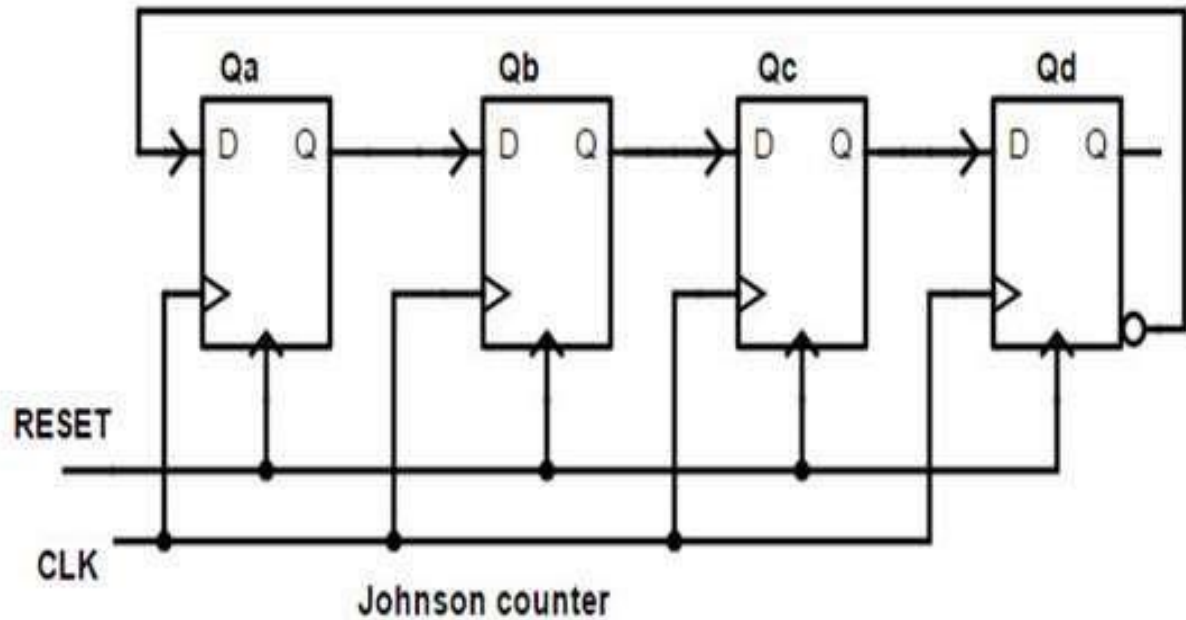 Qa Qb Qc Qd
D Q D Q D Q D Q
RESET
CLK
Johnson counter